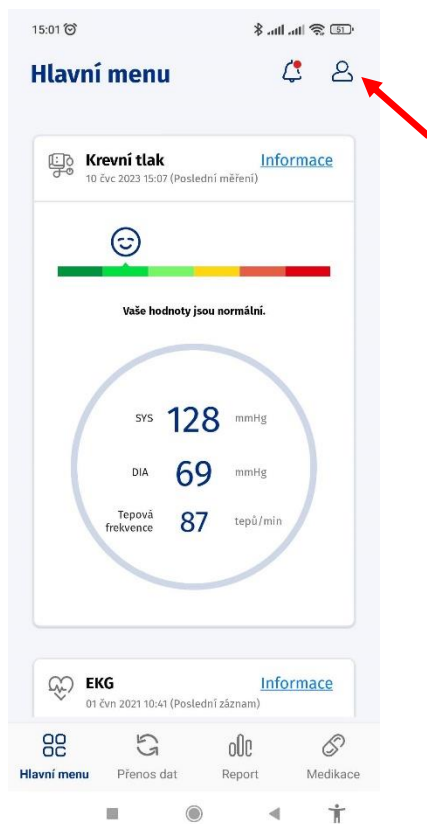 15:01
51
Hlavní menu
Krevní tlak Informace
10 čvc 2023 15:07 (Poslední měření)
Vaše hodnoty jsou normální.
SYS 128 mmHg
DIA 69 mmHg
Tepová
frekvence 87 tepů/min
EKG Informace
01 čvn 2021 10:41 (Poslední záznam)
Hlavní menu Přenos dat Report Medikace